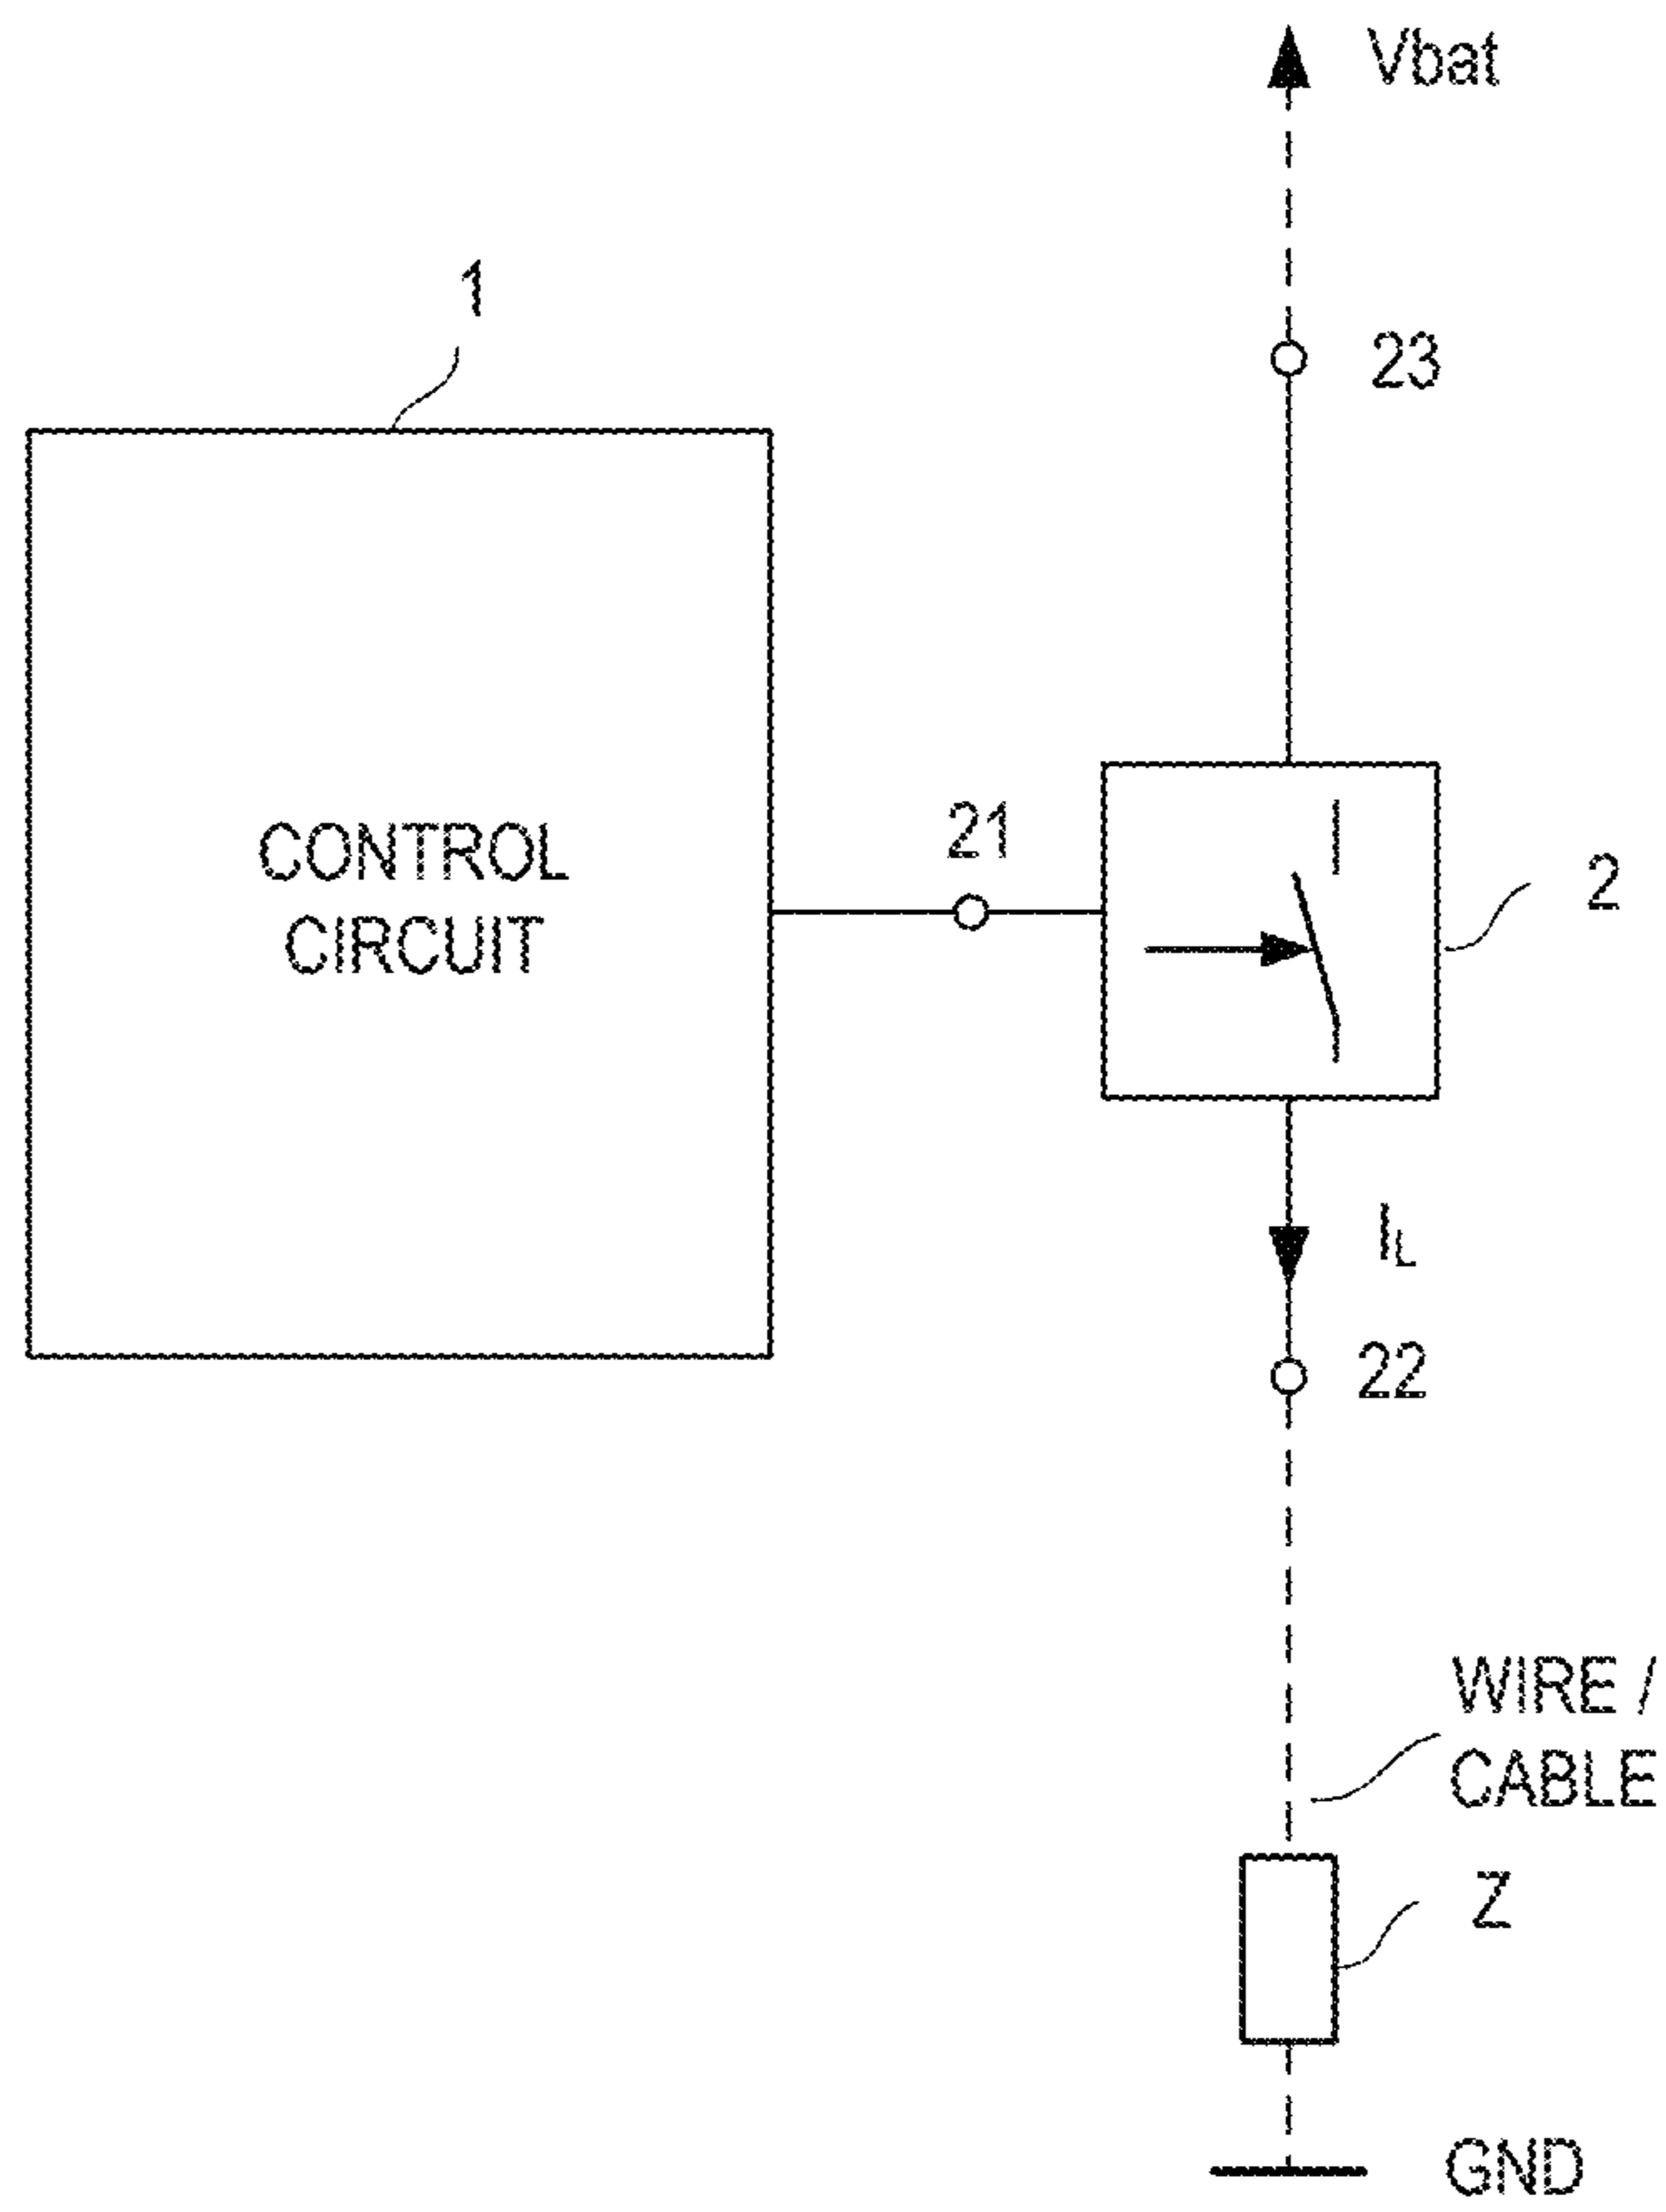 Vbat
1
23
21
CONTROL
CIRCUIT
2
IL
22
WIRE /
CABLE
Z
GND